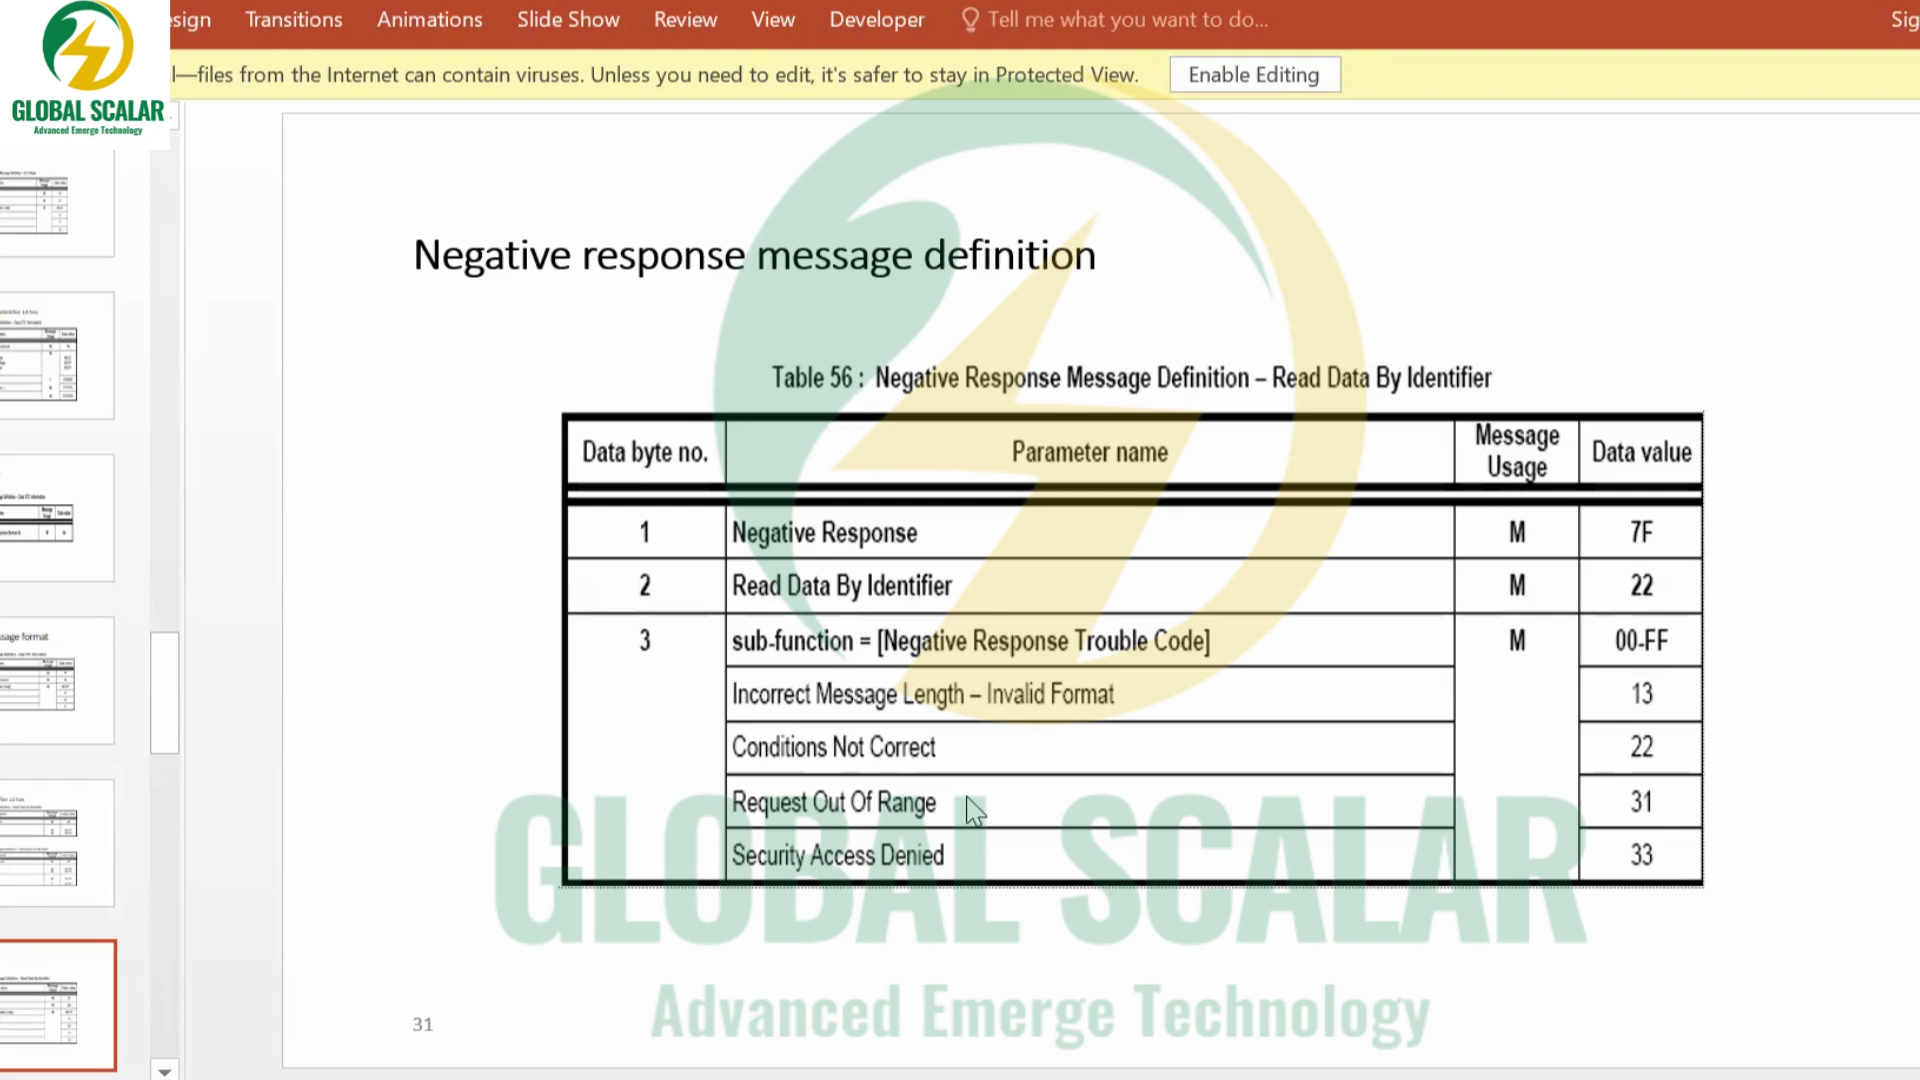 esign Transitions Animations Slide Show Review View Developer Tell me what you want to do... Sig
l—files from the Internet can contain viruses. Unless you need to edit, it's safer to stay in Protected View. Enable Editing
GLOBAL SCALAR
Advanced Emerge Technology
ssage format
Negative response message definition
Table 56 : Negative Response Message Definition – Read Data By Identifier
Data byte no. Parameter name Message Usage Data value
1 Negative Response M 7F
2 Read Data By Identifier M 22
3 sub-function = [Negative Response Trouble Code] M 00-FF
Incorrect Message Length – Invalid Format 13
Conditions Not Correct 22
Request Out Of Range 31
Security Access Denied 33
GLOBAL SCALAR
Advanced Emerge Technology
31